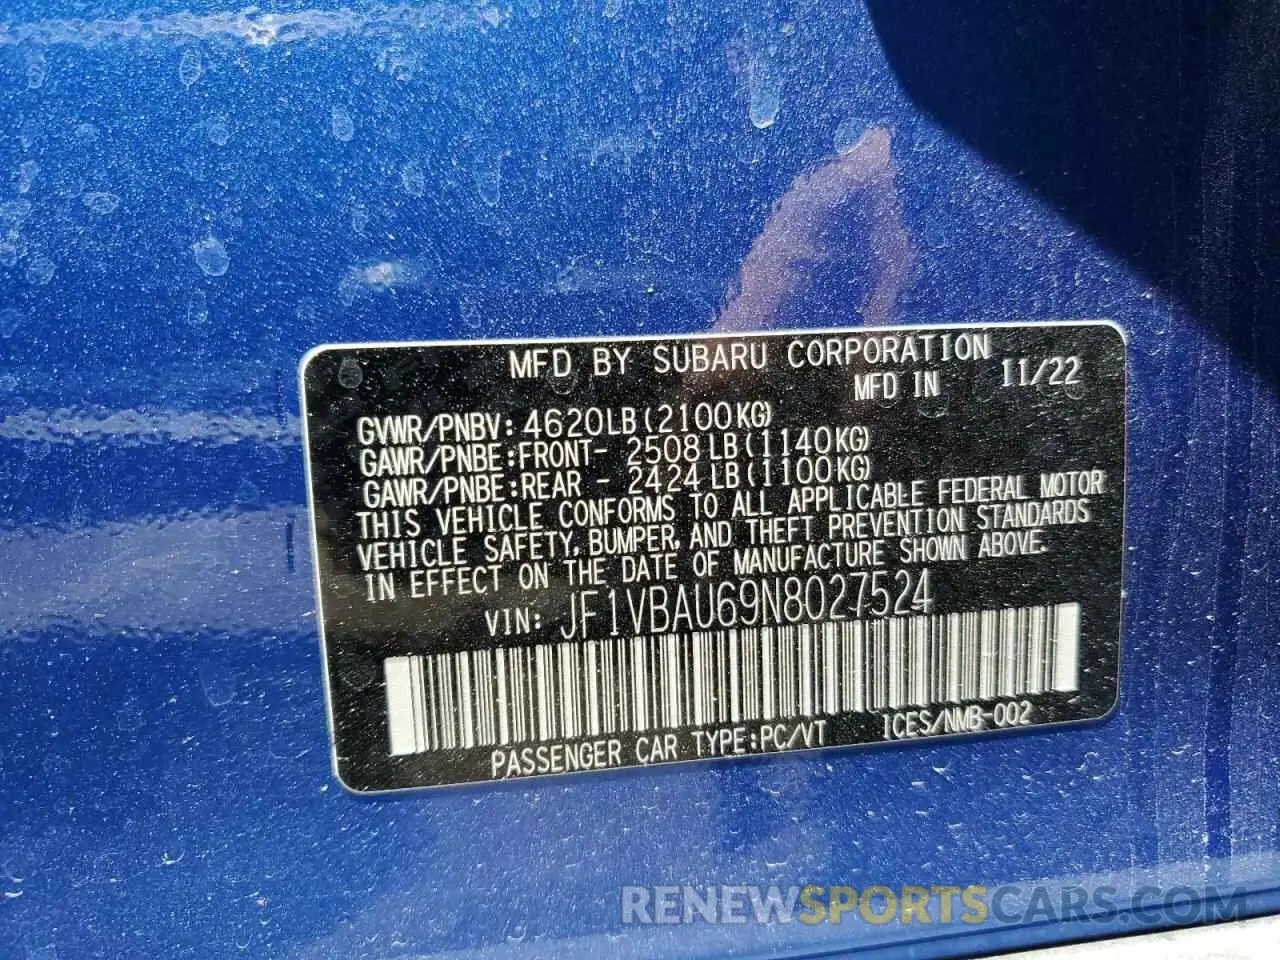 MFD BY SUBARU CORPORATION
MFD IN 11/22
GVWR/PNBV: 4620LB(2100KG)
GAWR/PNBE:FRONT- 2508LB(1140KG)
GAWR/PNBE:REAR - 2424LB(1100KG)
THIS VEHICLE CONFORMS TO ALL APPLICABLE FEDERAL MOTOR
VEHICLE SAFETY, BUMPER, AND THEFT PREVENTION STANDARDS
IN EFFECT ON THE DATE OF MANUFACTURE SHOWN ABOVE.
VIN: JF1VBAU69N8027524
PASSENGER CAR TYPE:PC/VT ICES/NMB-002
RENEWSPORTSCARS.COM